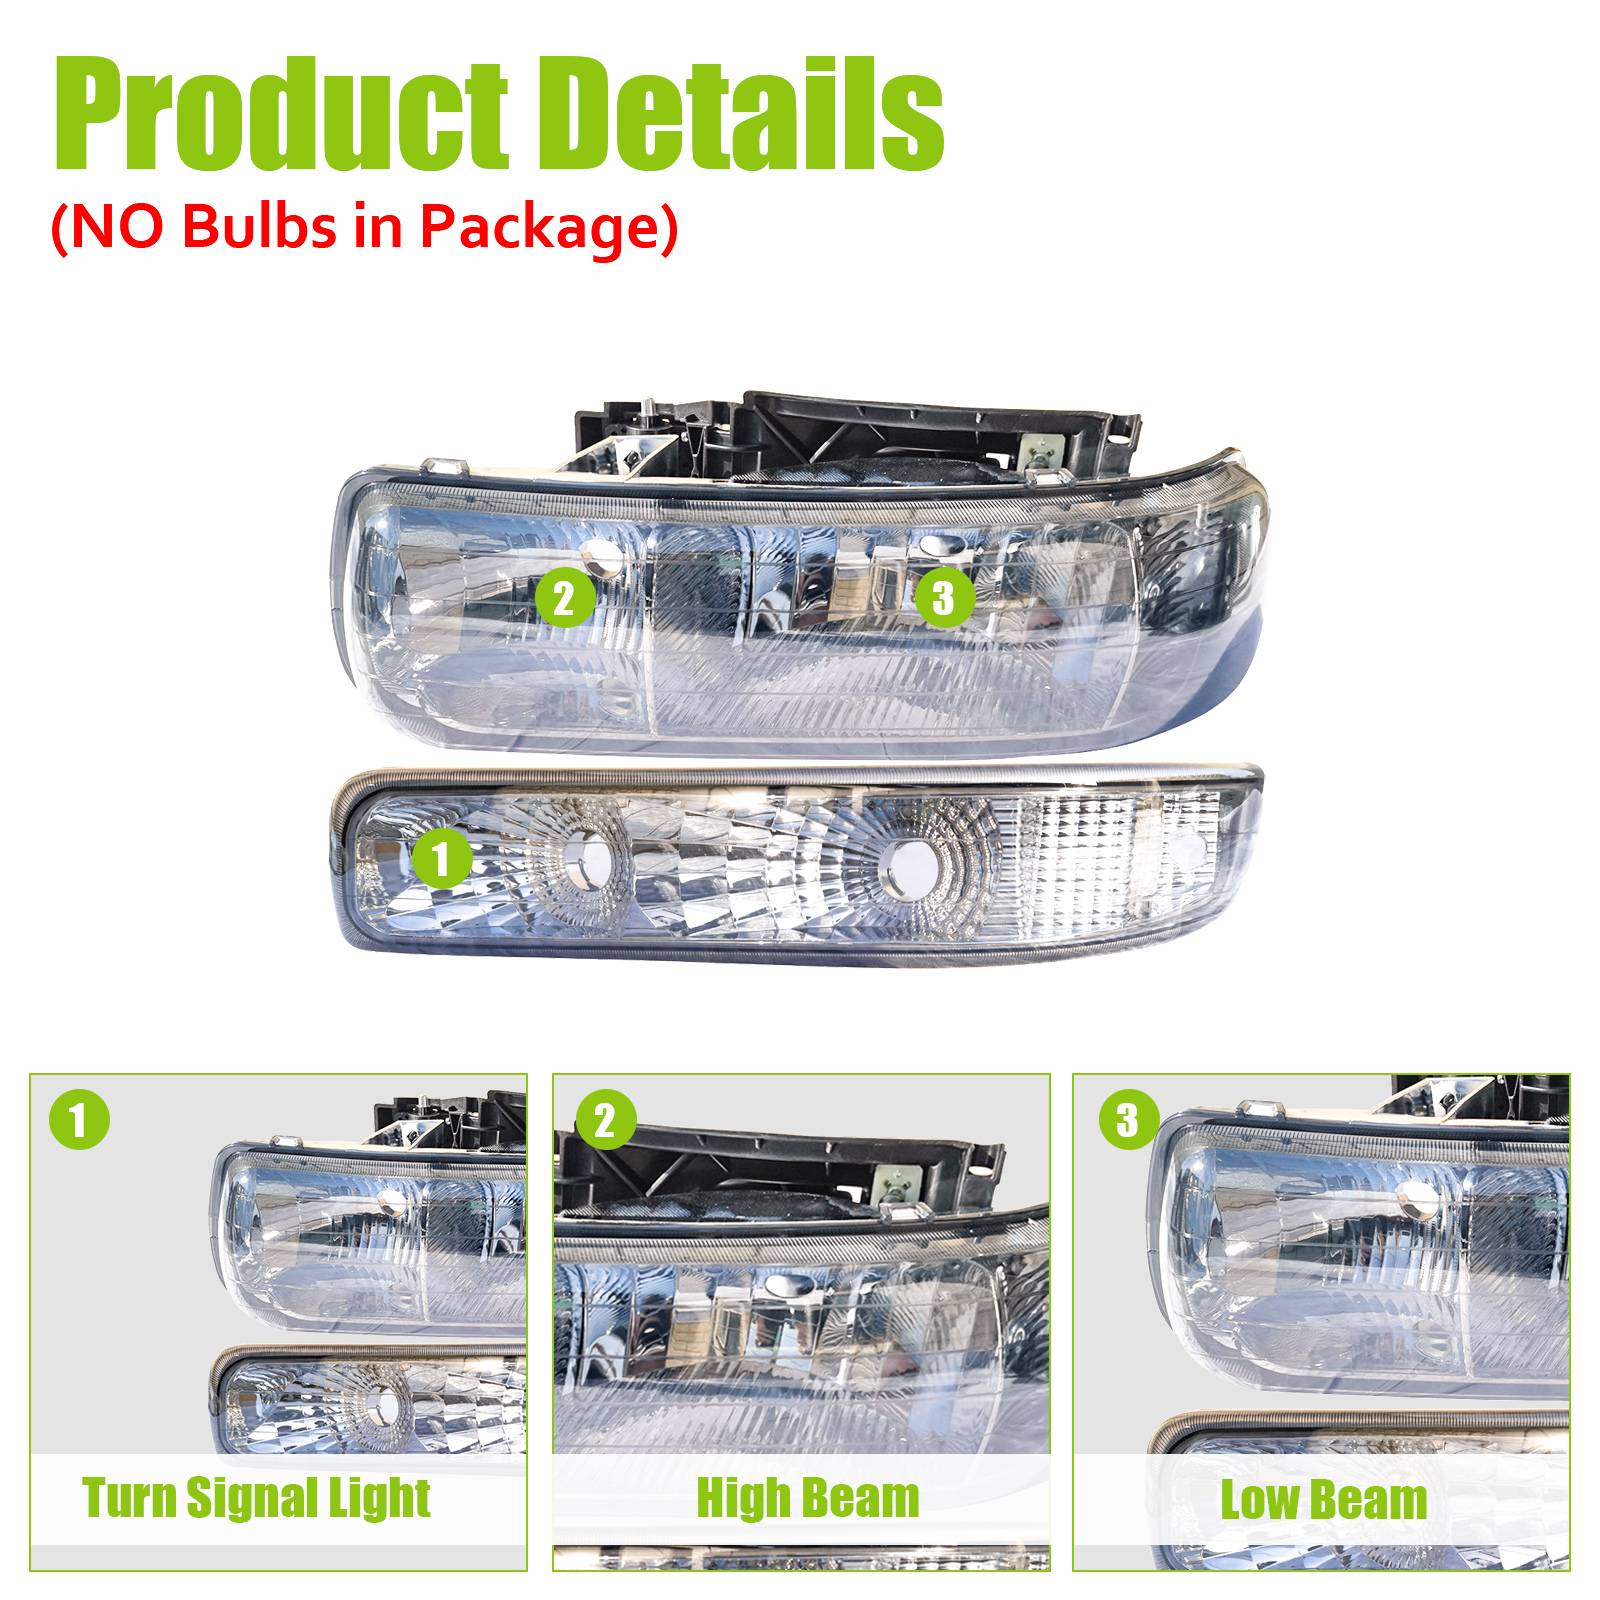 Product Details
(NO Bulbs in Package)
2
3
1
1
2
3
Turn Signal Light
High Beam
Low Beam